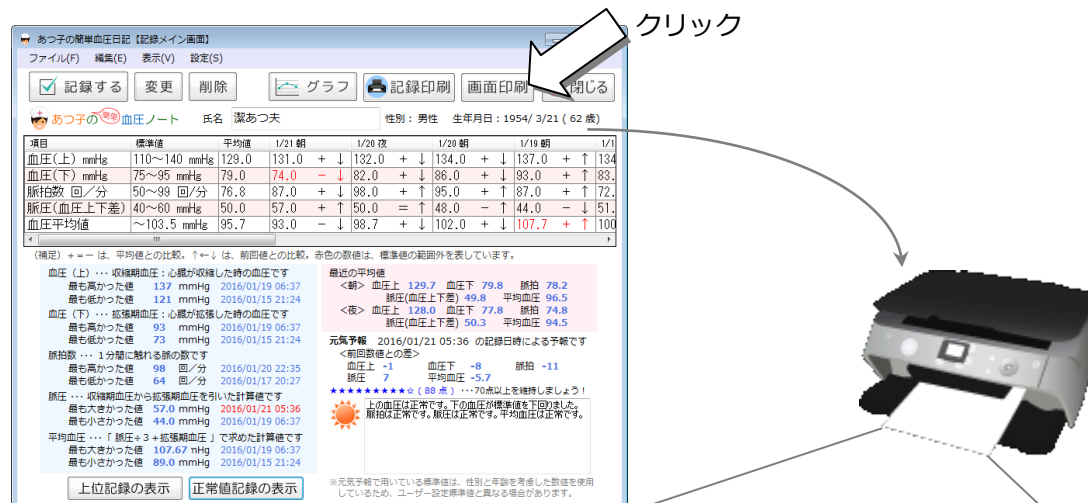 クリック
あつ子の簡単血圧日記【記録メイン画面】
ファイル(F) 編集(E) 表示(V) 設定(S)
記録する 変更 削除 グラフ 記録印刷 画面印刷 閉じる
あつ子の簡単血圧ノート 氏名 潔あつ夫 性別：男性 生年月日：1954/ 3/21 ( 62 歳)
項目 標準値 平均値 1/21 朝 1/20 夜 1/20 朝 1/19 朝 1/1
血圧(上) mmHg 110～140 mmHg 129.0 131.0 + ↓ 132.0 + ↓ 134.0 + ↓ 137.0 + ↑ 134
血圧(下) mmHg 75～95 mmHg 79.0 74.0 － ↓ 82.0 + ↓ 86.0 + ↓ 93.0 + ↑ 83.
脈拍数 回／分 50～99 回/分 76.8 87.0 + ↓ 98.0 + ↑ 95.0 + ↑ 87.0 + ↑ 72.
脈圧(血圧上下差) 40～60 mmHg 50.0 57.0 + ↑ 50.0 = ↑ 48.0 － ↑ 44.0 － ↓ 51.
血圧平均値 ～103.5 mmHg 95.7 93.0 － ↓ 98.7 + ↓ 102.0 + ↓ 107.7 + ↑ 100
（補足）＋＝－ は、平均値との比較。↑←↓ は、前回値との比較。赤色の数値は、標準値の範囲外を表しています。
血圧（上）… 収縮期血圧：心臓が収縮した時の血圧です
最も高かった値 137 mmHg 2016/01/19 06:37
最も低かった値 121 mmHg 2016/01/15 21:24
血圧（下）… 拡張期血圧：心臓が拡張した時の血圧です
最も高かった値 93 mmHg 2016/01/19 06:37
最も低かった値 73 mmHg 2016/01/15 21:24
脈拍数 … １分間に触れる脈の数です
最も高かった値 98 回／分 2016/01/20 22:35
最も低かった値 64 回／分 2016/01/17 20:27
脈圧 … 収縮期血圧から拡張期血圧を引いた計算値です
最も大きかった値 57.0 mmHg 2016/01/21 05:36
最も小さかった値 44.0 mmHg 2016/01/19 06:37
平均血圧 …「 脈圧÷３＋拡張期血圧 」で求めた計算値です
最も大きかった値 107.67 mHg 2016/01/19 06:37
最も小さかった値 89.0 mmHg 2016/01/15 21:24
上位記録の表示 正常値記録の表示
最近の平均値
＜朝＞ 血圧上 129.7 血圧下 79.8 脈拍 78.2
脈圧(血圧上下差) 49.8 平均血圧 96.5
＜夜＞ 血圧上 128.0 血圧下 77.8 脈拍 74.8
脈圧(血圧上下差) 50.3 平均血圧 94.5
元気予報 2016/01/21 05:36 の記録日時による予報です
＜前回数値との差＞
血圧上 -1 血圧下 -8 脈拍 -11
脈圧 7 平均血圧 -5.7
★★★★★★★★★☆ ( 88 点 ) …70点以上を維持しましょう！
上の血圧は正常です。下の血圧が標準値を下回りました。
脈拍は正常です。脈圧は正常です。平均血圧は正常です。
※元気予報で用いている標準値は、性別と年齢を考慮した数値を使用
しているため、ユーザー設定標準値と異なる場合があります。